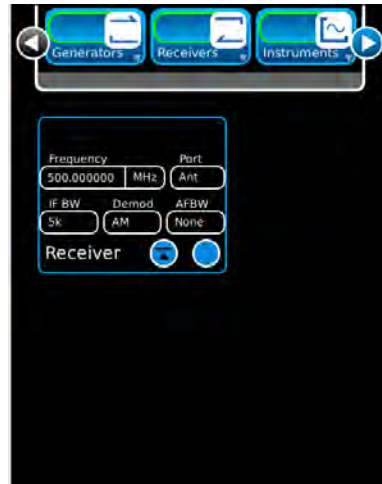 Generators Receivers Instruments
Frequency Port
500.000000 MHz Ant
IF BW Demod AFBW
5k AM None
Receiver